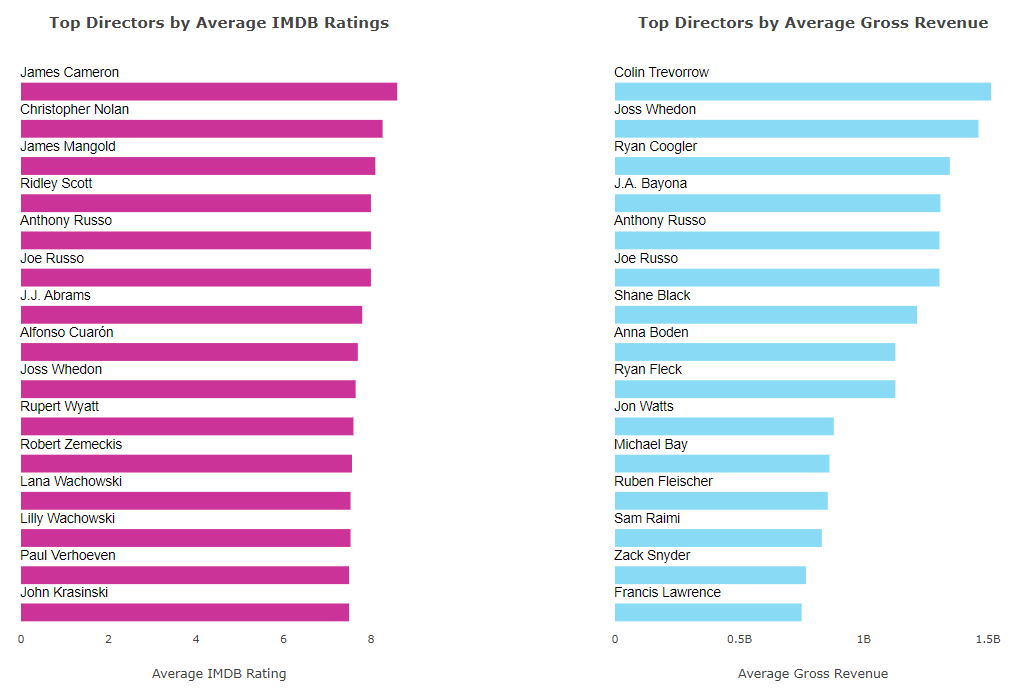 Top Directors by Average IMDB Ratings
James Cameron
Christopher Nolan
James Mangold
Ridley Scott
Anthony Russo
Joe Russo
J.J. Abrams
Alfonso Cuarón
Joss Whedon
Rupert Wyatt
Robert Zemeckis
Lana Wachowski
Lilly Wachowski
Paul Verhoeven
John Krasinski
0 2 4 6 8
Average IMDB Rating
Top Directors by Average Gross Revenue
Colin Trevorrow
Joss Whedon
Ryan Coogler
J.A. Bayona
Anthony Russo
Joe Russo
Shane Black
Anna Boden
Ryan Fleck
Jon Watts
Michael Bay
Ruben Fleischer
Sam Raimi
Zack Snyder
Francis Lawrence
0 0.5B 1B 1.5B
Average Gross Revenue